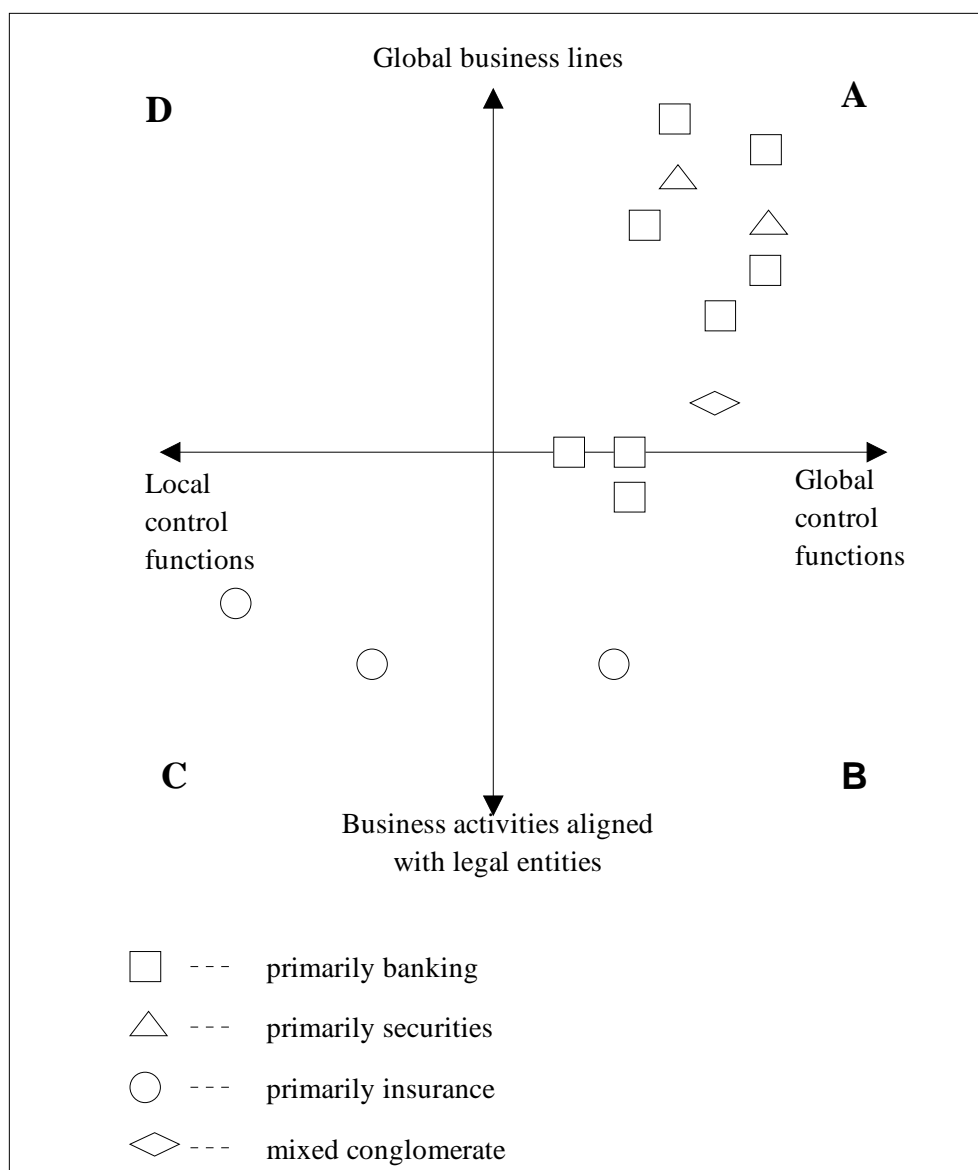 Global business lines
D
A
Local
control
functions
Global
control
functions
C
B
Business activities aligned
with legal entities
--- primarily banking
--- primarily securities
--- primarily insurance
--- mixed conglomerate